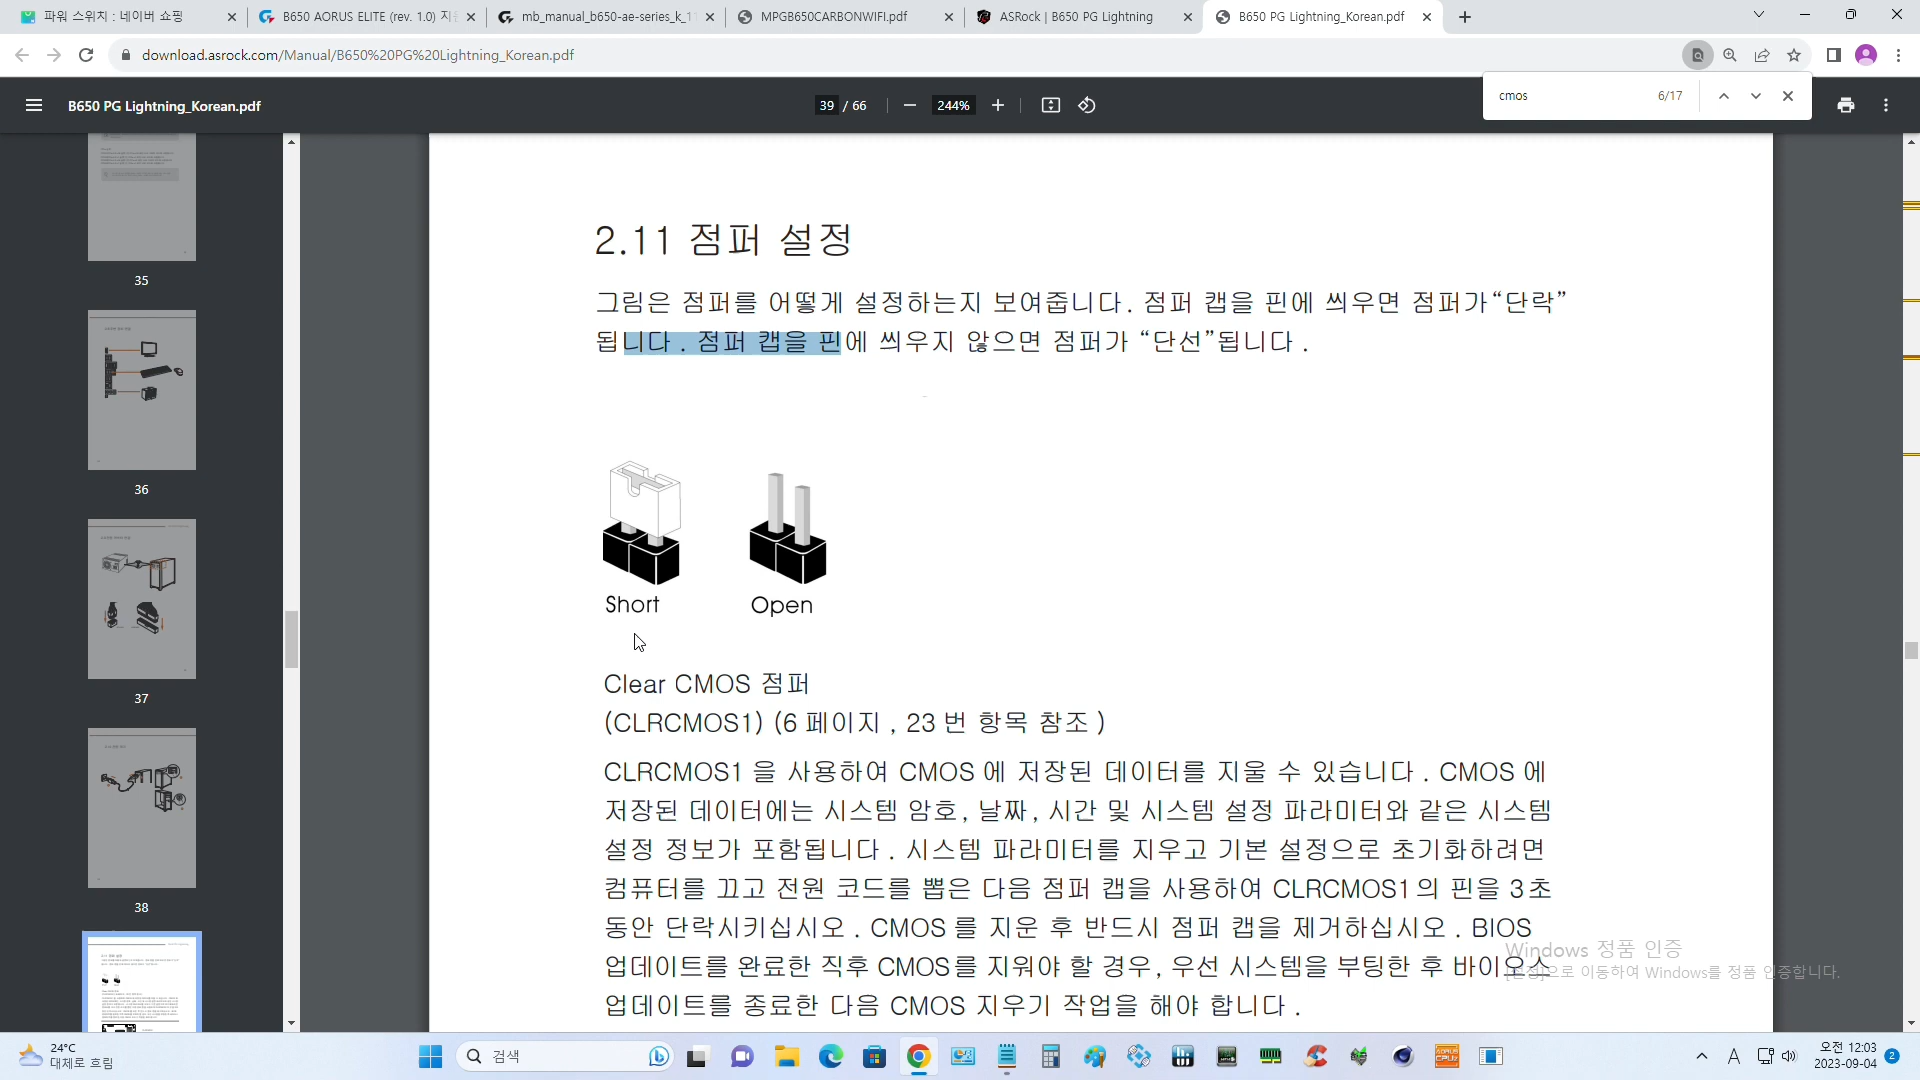 파워 스위치 : 네이버 쇼핑
B650 AORUS ELITE (rev. 1.0) 지
mb_manual_b650-ae-series_k_1
MPGB650CARBONWIFI.pdf
ASRock | B650 PG Lightning
B650 PG Lightning_Korean.pdf
download.asrock.com/Manual/B650%20PG%20Lightning_Korean.pdf
B650 PG Lightning_Korean.pdf
39 / 66
244%
cmos
6/17
35
36
37
38
2.11 점퍼 설정
그림은 점퍼를 어떻게 설정하는지 보여줍니다. 점퍼 캡을 핀에 씌우면 점퍼가 “단락”
됩니다 . 점퍼 캡을 핀에 씌우지 않으면 점퍼가 “단선”됩니다 .
Short
Open
Clear CMOS 점퍼
(CLRCMOS1) (6 페이지 , 23 번 항목 참조 )
CLRCMOS1 을 사용하여 CMOS 에 저장된 데이터를 지울 수 있습니다 . CMOS 에
저장된 데이터에는 시스템 암호, 날짜 , 시간 및 시스템 설정 파라미터와 같은 시스템
설정 정보가 포함됩니다 . 시스템 파라미터를 지우고 기본 설정으로 초기화하려면
컴퓨터를 끄고 전원 코드를 뽑은 다음 점퍼 캡을 사용하여 CLRCMOS1 의 핀을 3 초
동안 단락시키십시오 . CMOS 를 지운 후 반드시 점퍼 캡을 제거하십시오 . BIOS
업데이트를 완료한 직후 CMOS 를 지워야 할 경우 , 우선 시스템을 부팅한 후 바이오스
업데이트를 종료한 다음 CMOS 지우기 작업을 해야 합니다 .
Windows 정품 인증
[설정]으로 이동하여 Windows를 정품 인증합니다.
24°C
대체로 흐림
검색
A
오전 12:03
2023-09-04
2